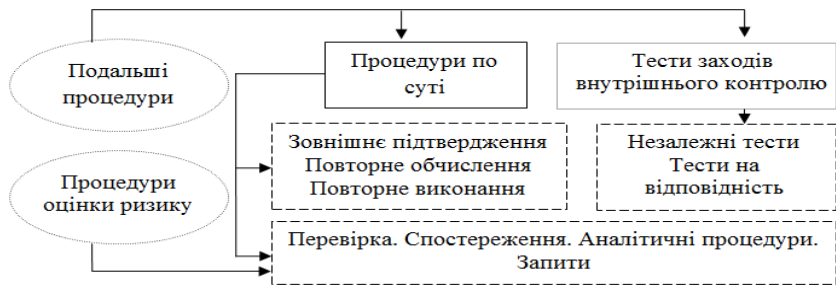 Подальші
процедури
Процедури по
суті
Тести заходів
внутрішнього контролю
Зовнішнє підтвердження
Повторне обчислення
Повторне виконання
Незалежні тести
Тести на
відповідність
Процедури
оцінки ризику
Перевірка. Спостереження. Аналітичні процедури.
Запити